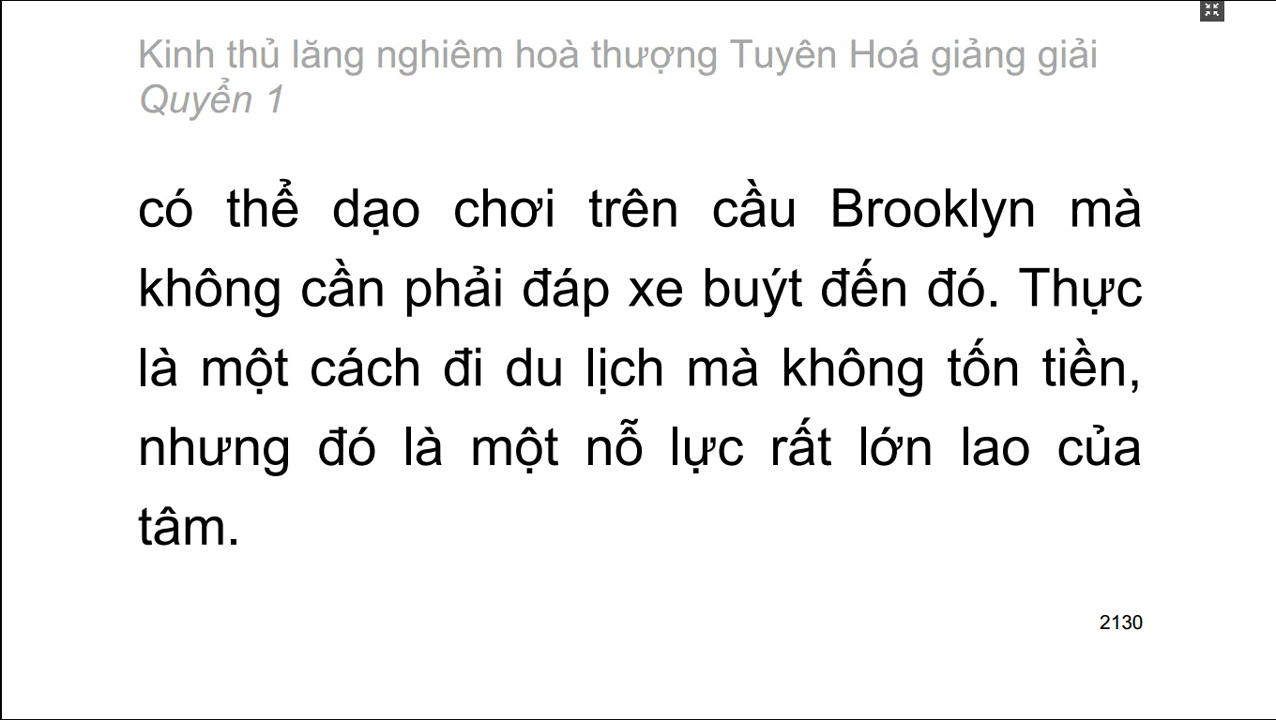 Kinh thủ lăng nghiêm hoà thượng Tuyên Hoá giảng giải
Quyển 1
có thể dạo chơi trên cầu Brooklyn mà
không cần phải đáp xe buýt đến đó. Thực
là một cách đi du lịch mà không tốn tiền,
nhưng đó là một nỗ lực rất lớn lao của
tâm.
2130